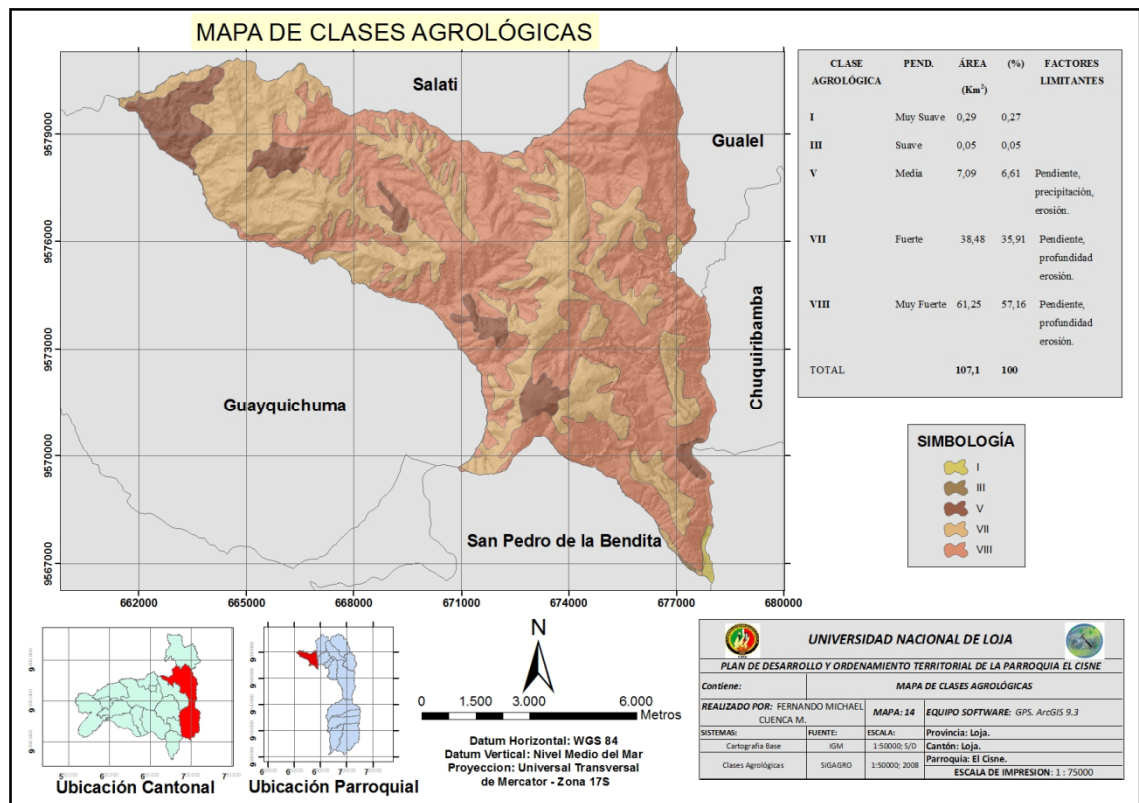 MAPA DE CLASES AGROLÓGICAS
Salati
Gualel
Chuquiribamba
Guayquichuma
San Pedro de la Bendita
9579000
9576000
9573000
9570000
9567000
662000 665000 668000 671000 674000 677000 680000
CLASE AGROLÓGICA PEND. ÁREA (Km²) (%) FACTORES LIMITANTES
I Muy Suave 0,29 0,27
III Suave 0,05 0,05
V Media 7,09 6,61 Pendiente, precipitación, erosión.
VII Fuerte 38,48 35,91 Pendiente, profundidad erosión.
VIII Muy Fuerte 61,25 57,16 Pendiente, profundidad erosión.
TOTAL 107,1 100
SIMBOLOGÍA
I
III
V
VII
VIII
Ubicación Cantonal
Ubicación Parroquial
N
0 1.500 3.000 6.000
Metros
Datum Horizontal: WGS 84
Datum Vertical: Nivel Medio del Mar
Proyeccion: Universal Transversal
de Mercator - Zona 17S
UNIVERSIDAD NACIONAL DE LOJA
PLAN DE DESARROLLO Y ORDENAMIENTO TERRITORIAL DE LA PARROQUIA EL CISNE
Contiene: MAPA DE CLASES AGROLÓGICAS
REALIZADO POR: FERNANDO MICHAEL CUENCA M. MAPA: 14 EQUIPO SOFTWARE: GPS. ArcGIS 9.3
SISTEMAS: FUENTE: ESCALA: Provincia: Loja.
Cartografía Base IGM 1:50000; S/D Cantón: Loja.
Clases Agrológicas SIGAGRO 1:50000; 2008 Parroquia: El Cisne.
ESCALA DE IMPRESION: 1 : 75000